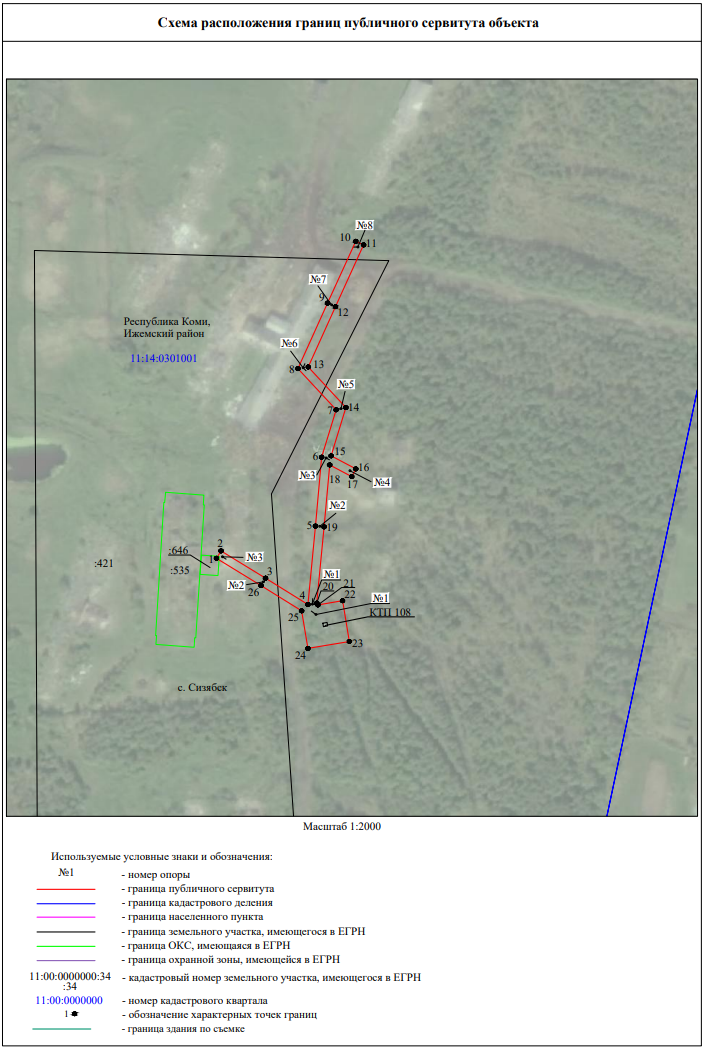 Схема расположения границ публичного сервитута объекта
№8
10
11
№7
9
12
Республика Коми,
Ижемский район
11:14:0301001
№6
13
8
№5
7
14
15
6
16
№3
18
17
№4
№2
5
19
2
:646
1
№3
:421
:535
3
№1
21
№2
26
4
20
22
№1
25
КТП 108
23
24
с. Сизябск
Масштаб 1:2000
Используемые условные знаки и обозначения:
№1 - номер опоры
- граница публичного сервитута
- граница кадастрового деления
- граница населенного пункта
- граница земельного участка, имеющегося в ЕГРН
- граница ОКС, имеющаяся в ЕГРН
- граница охранной зоны, имеющейся в ЕГРН
11:00:0000000:34 - кадастровый номер земельного участка, имеющегося в ЕГРН
:34
11:00:0000000 - номер кадастрового квартала
1 - обозначение характерных точек границ
- граница здания по съемке